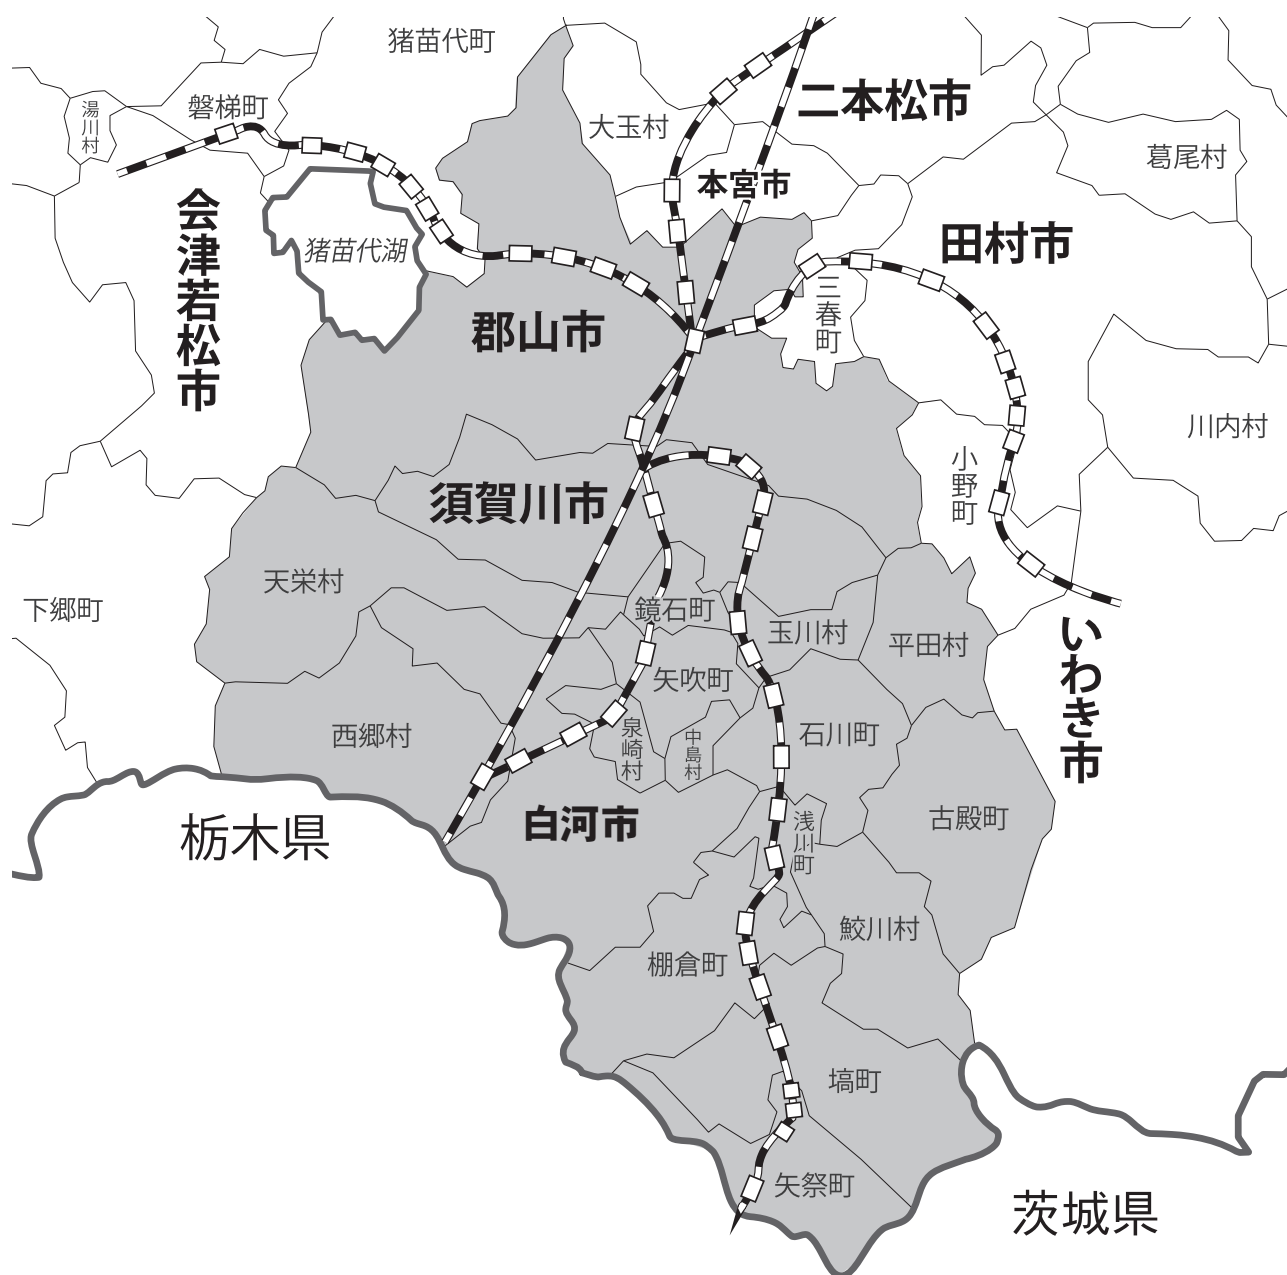 猪苗代町
二本松市
湯川村
磐梯町
大玉村
葛尾村
本宮市
会津若松市
猪苗代湖
田村市
郡山市
三春町
川内村
小野町
須賀川市
天栄村
下郷町
鏡石町
玉川村
平田村
いわき市
矢吹町
西郷村
泉崎村
中島村
石川町
白河市
栃木県
浅川町
古殿町
鮫川村
棚倉町
塙町
矢祭町
茨城県